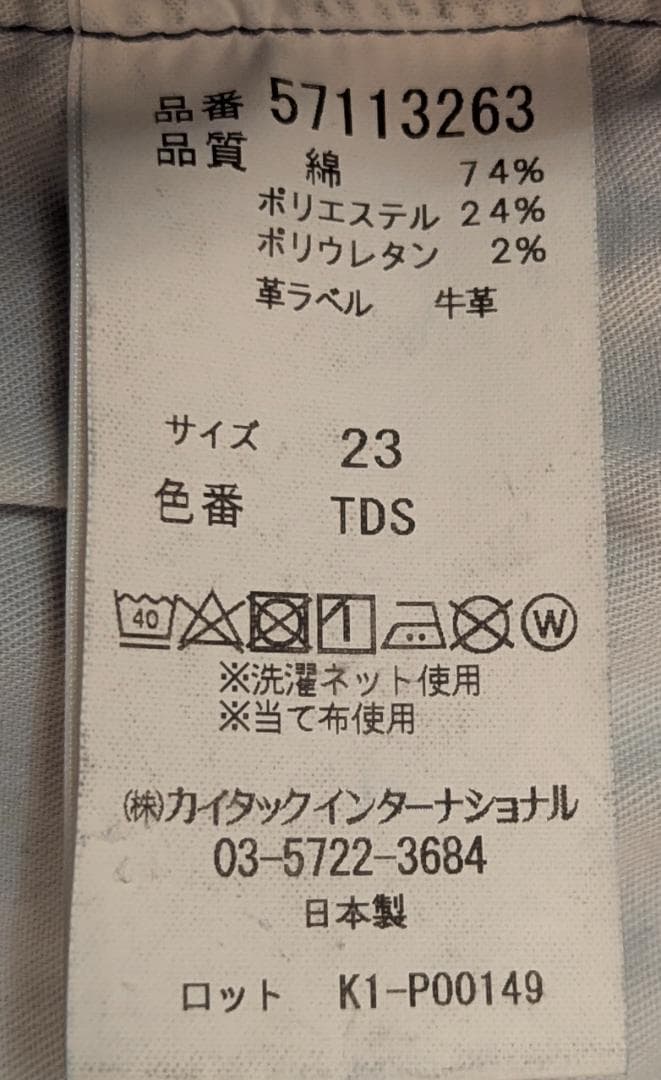 品番 57113263
品質 綿 74%
ポリエステル 24%
ポリウレタン 2%
革ラベル 牛革
サイズ 23
色番 TDS
40 W
※洗濯ネット使用
※当て布使用
㈱カイタックインターナショナル
03-5722-3684
日本製
ロット K1-P00149